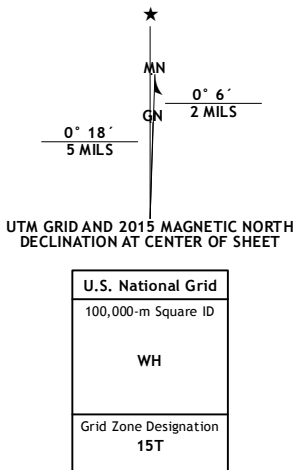 ★
MN
0° 6´
2 MILS
GN
0° 18´
5 MILS
UTM GRID AND 2015 MAGNETIC NORTH
DECLINATION AT CENTER OF SHEET
U.S. National Grid
100,000-m Square ID
WH
Grid Zone Designation
15T